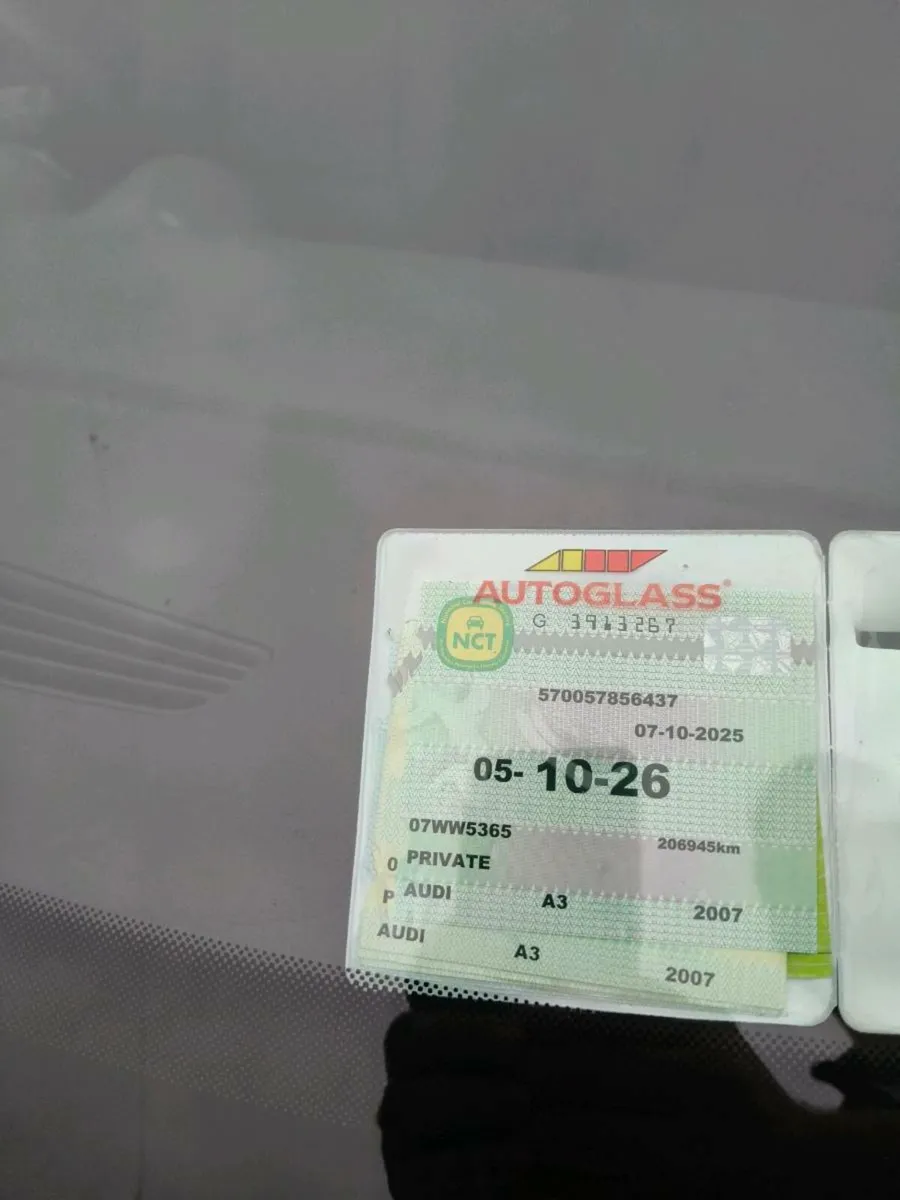 AUTOGLASS®
G 3913267
NCT
570057856437
07-10-2025
05-10-26
07WW5365
206945km
0 PRIVATE
P AUDI A3 2007
AUDI A3 2007